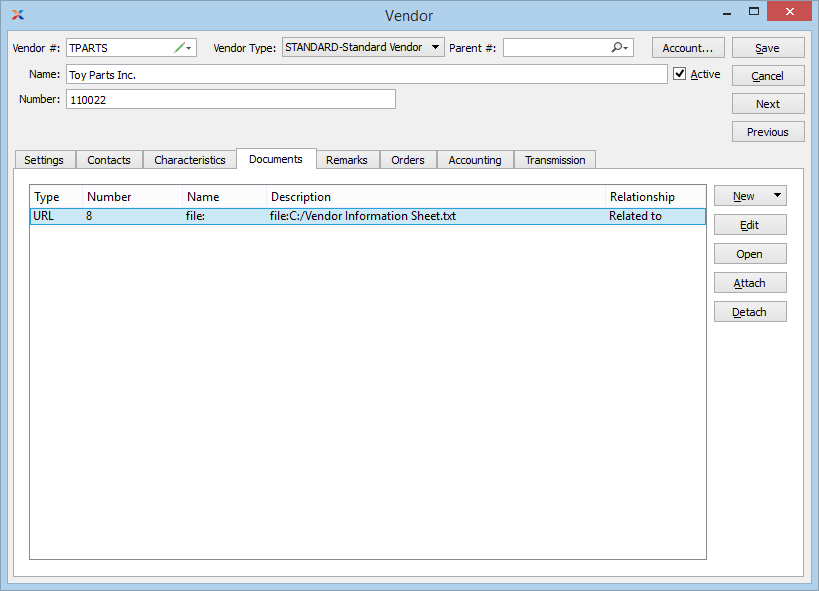 Vendor
Vendor #: TPARTS Vendor Type: STANDARD-Standard Vendor Parent #: Account... Save
Name: Toy Parts Inc. Active Cancel
Number: 110022 Next
Previous
Settings Contacts Characteristics Documents Remarks Orders Accounting Transmission
Type Number Name Description Relationship New
URL 8 file: file:C:/Vendor Information Sheet.txt Related to
Edit
Open
Attach
Detach